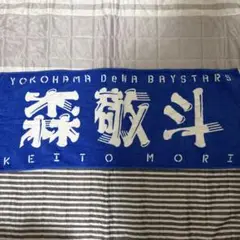 YOKOHAMA DeNA BAYSTARS
森敬斗
KEITO MORI